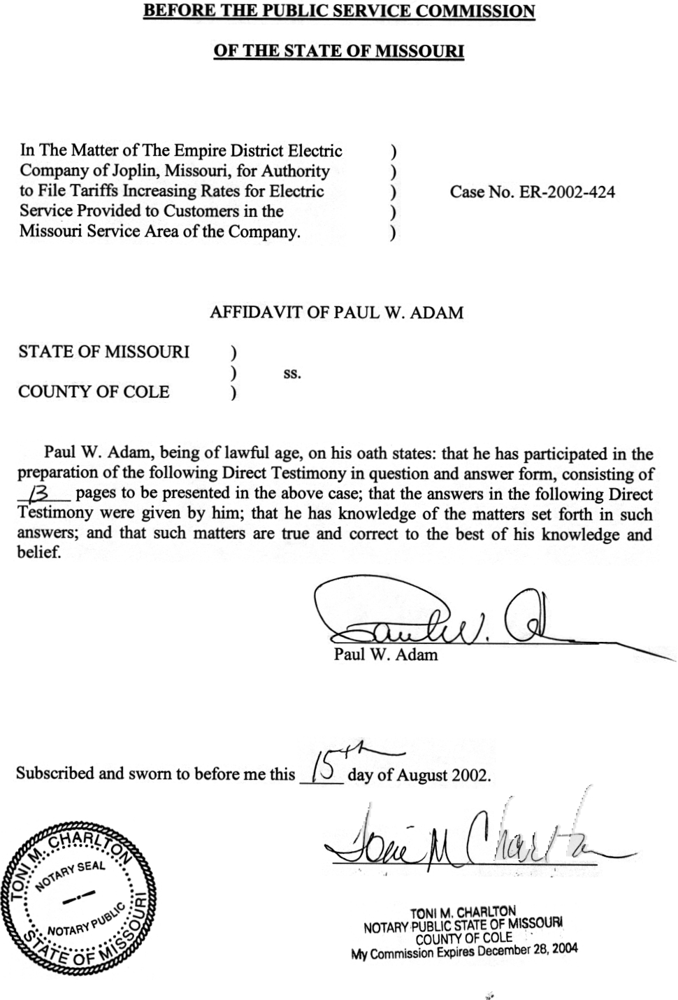 BEFORE THE PUBLIC SERVICE COMMISSION
OF THE STATE OF MISSOURI
In The Matter of The Empire District Electric )
Company of Joplin, Missouri, for Authority )
to File Tariffs Increasing Rates for Electric ) Case No. ER-2002-424
Service Provided to Customers in the )
Missouri Service Area of the Company. )
AFFIDAVIT OF PAUL W. ADAM
STATE OF MISSOURI )
) ss.
COUNTY OF COLE )
Paul W. Adam, being of lawful age, on his oath states: that he has participated in the
preparation of the following Direct Testimony in question and answer form, consisting of
13 pages to be presented in the above case; that the answers in the following Direct
Testimony were given by him; that he has knowledge of the matters set forth in such
answers; and that such matters are true and correct to the best of his knowledge and
belief.
Paul W. Ad
Paul W. Adam
Subscribed and sworn to before me this 15th day of August 2002.
Toni M Charlton
TONI M. CHARLTON
NOTARY SEAL
NOTARY PUBLIC
STATE OF MISSOURI
TONI M. CHARLTON
NOTARY PUBLIC STATE OF MISSOURI
COUNTY OF COLE
My Commission Expires December 28, 2004